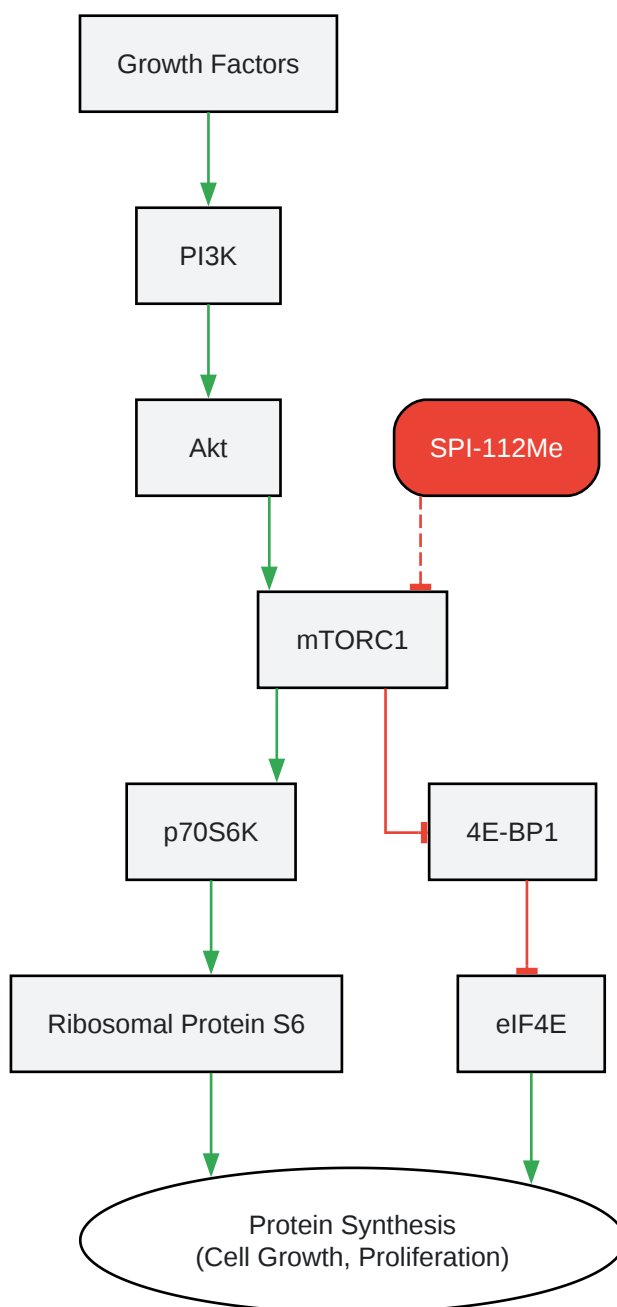 Growth Factors
PI3K
Akt
SPI-112Me
mTORC1
p70S6K
4E-BP1
Ribosomal Protein S6
eIF4E
Protein Synthesis
(Cell Growth, Proliferation)